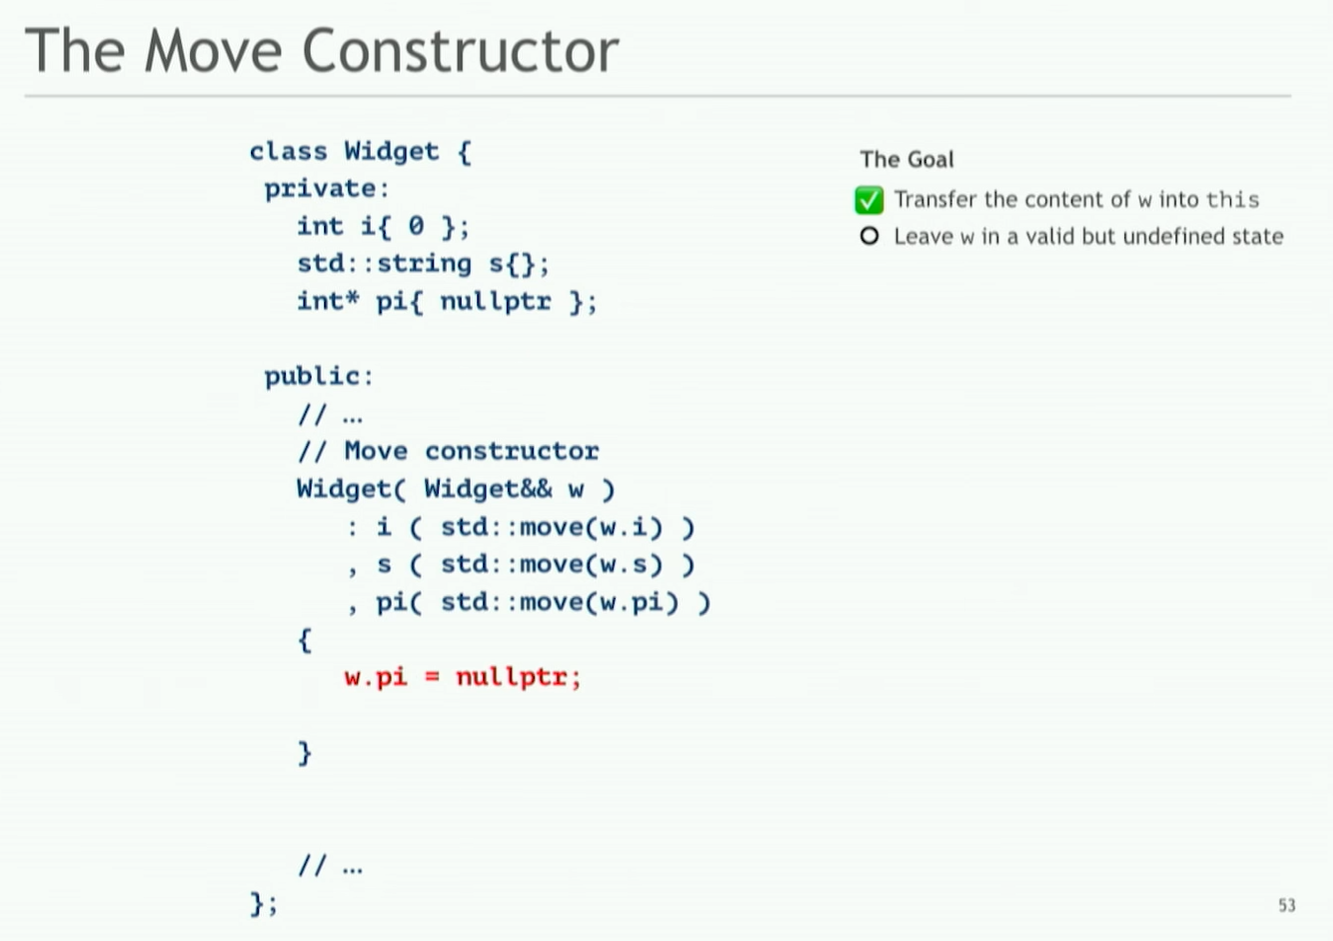 The Move Constructor
class Widget {
private:
int i{ 0 };
std::string s{};
int* pi{ nullptr };
public:
// …
// Move constructor
Widget( Widget&& w )
: i ( std::move(w.i) )
, s ( std::move(w.s) )
, pi( std::move(w.pi) )
{
w.pi = nullptr;
}
// …
};
The Goal
✅ Transfer the content of w into this
O Leave w in a valid but undefined state
53